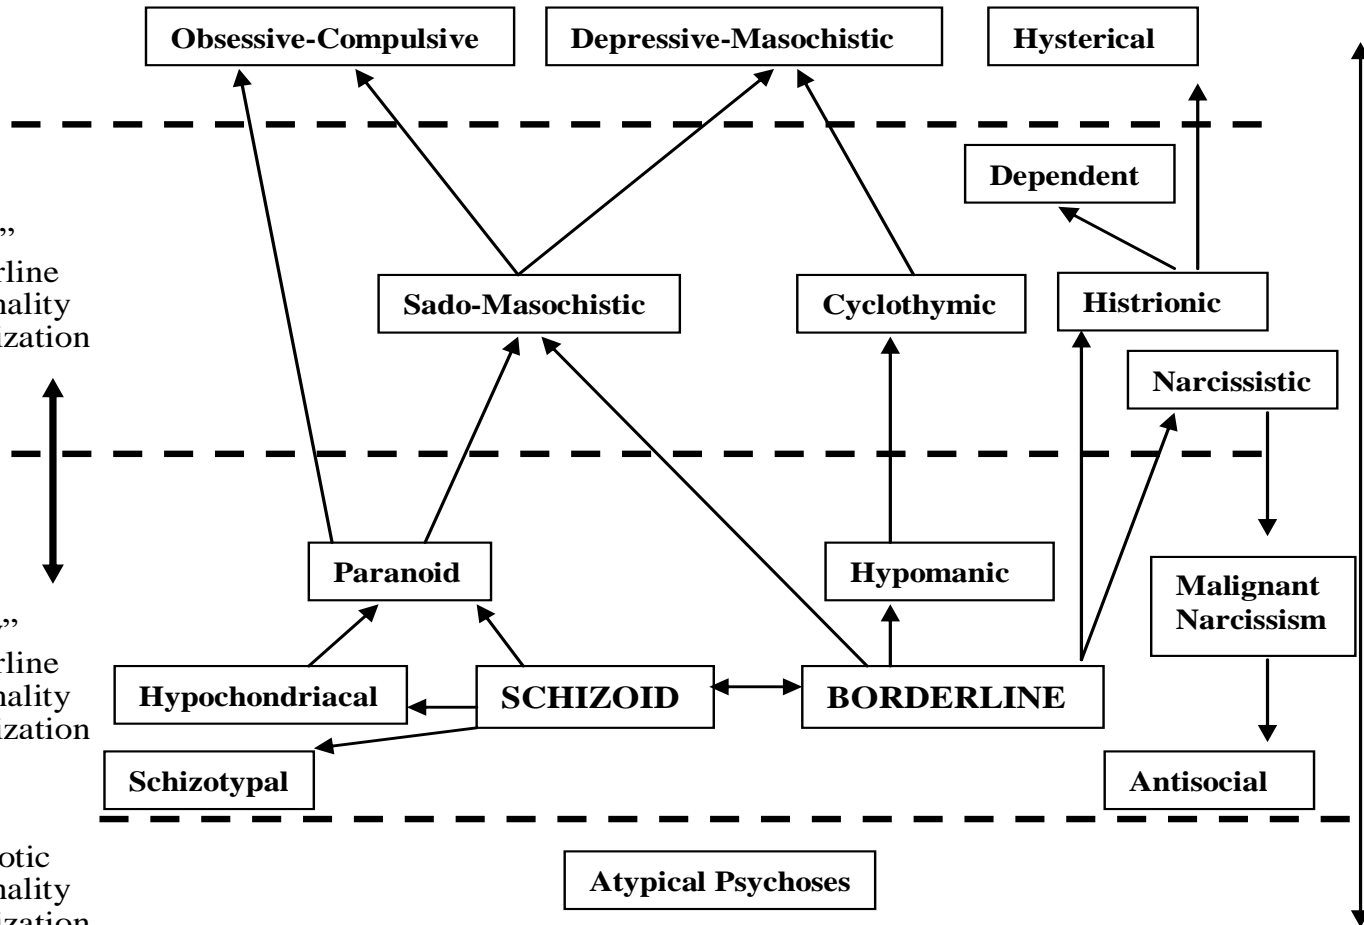 Obsessive-Compulsive
Depressive-Masochistic
Hysterical
Dependent
”
rline
nality
ization
Sado-Masochistic
Cyclothymic
Histrionic
Narcissistic
Paranoid
Hypomanic
Malignant
Narcissism
”
rline
nality
ization
Hypochondriacal
SCHIZOID
BORDERLINE
Schizotypal
Antisocial
otic
nality
ization
Atypical Psychoses